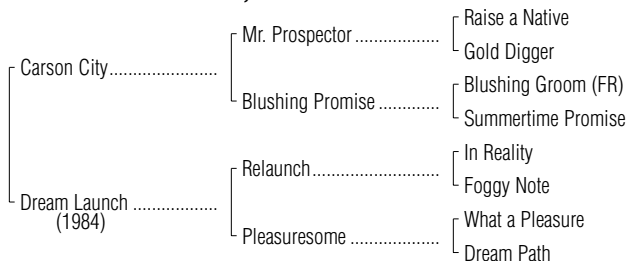 Raise a Native
Mr. Prospector ..................
Gold Digger
Carson City.......................
Blushing Groom (FR)
Blushing Promise .............
Summertime Promise
In Reality
Relaunch...........................
Foggy Note
Dream Launch ..................
(1984)
What a Pleasure
Pleasuresome ...................
Dream Path